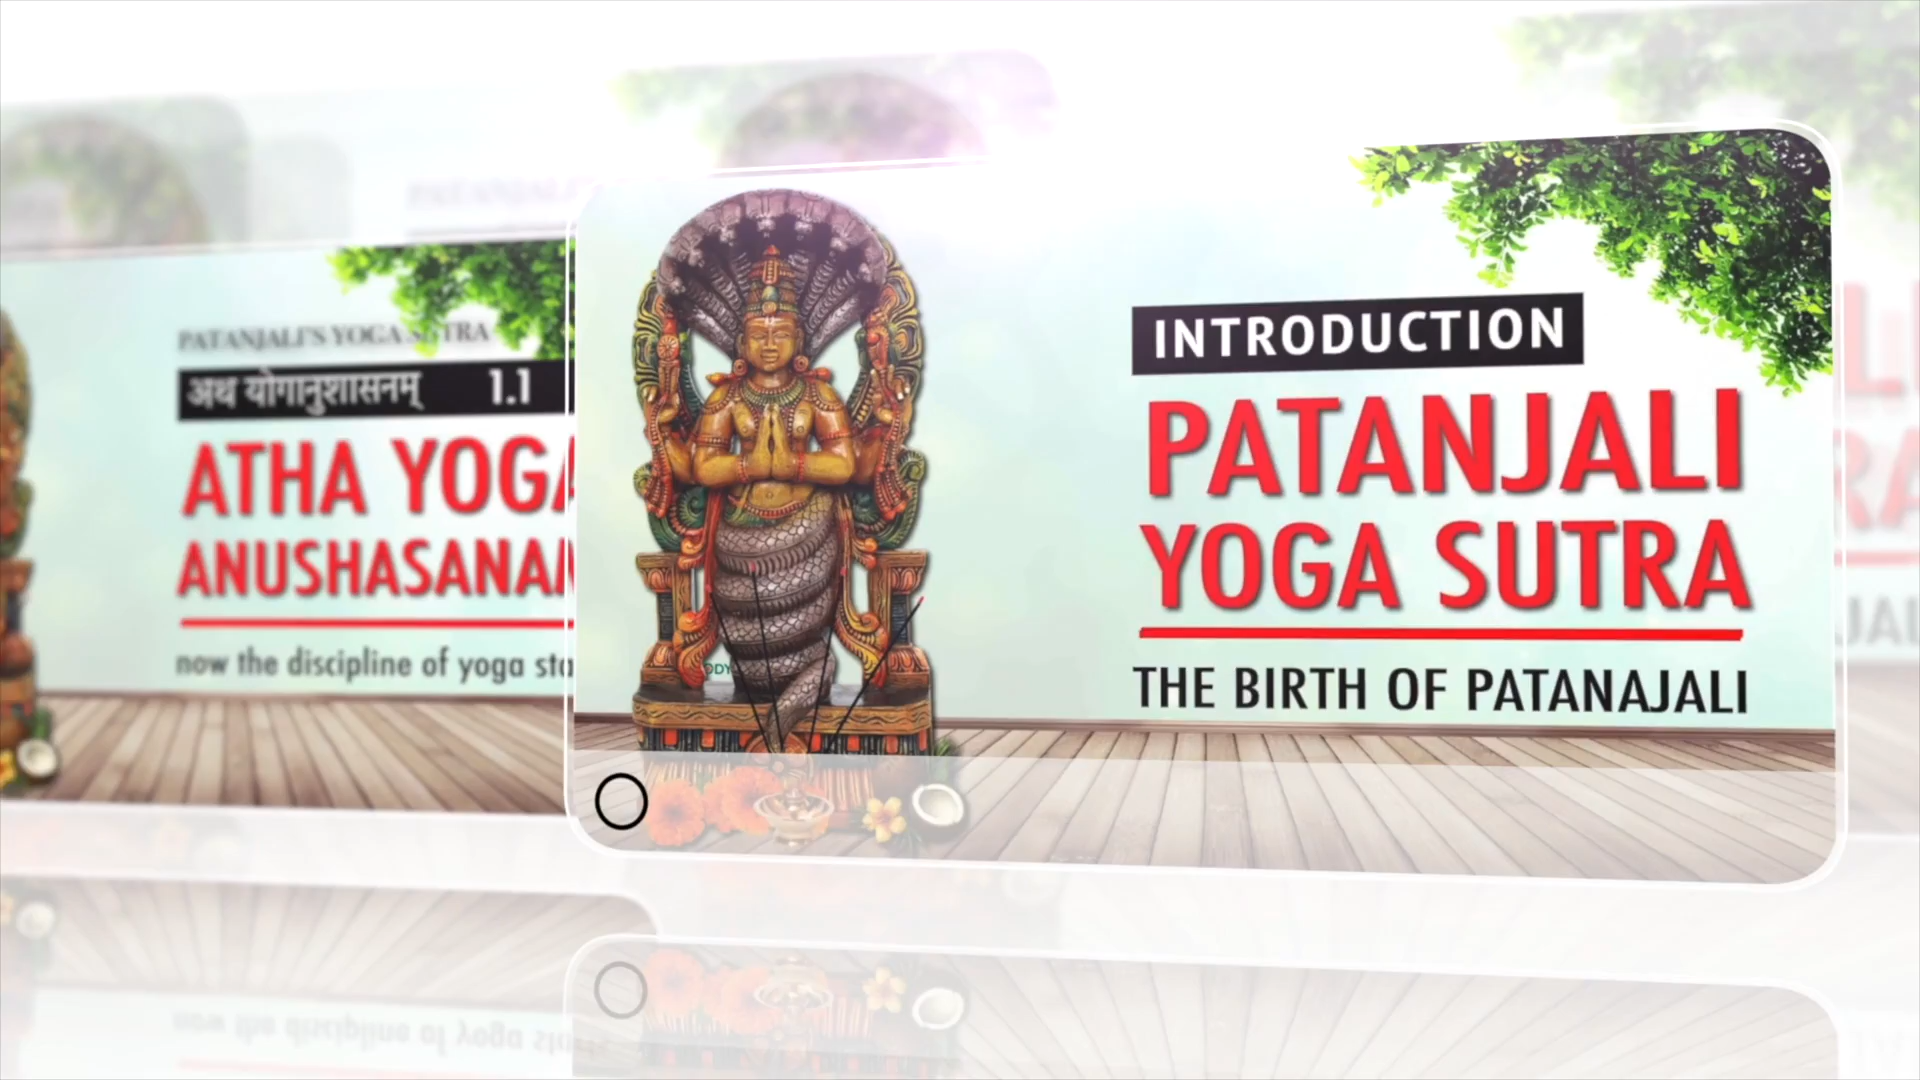 PATANJALI'S YOGA SUTRA
अथ योगानुशासनम् 1.1
ATHA YOGA
ANUSHASANAM
now the discipline of yoga
INTRODUCTION
PATANJALI
YOGA SUTRA
THE BIRTH OF PATANAJALI